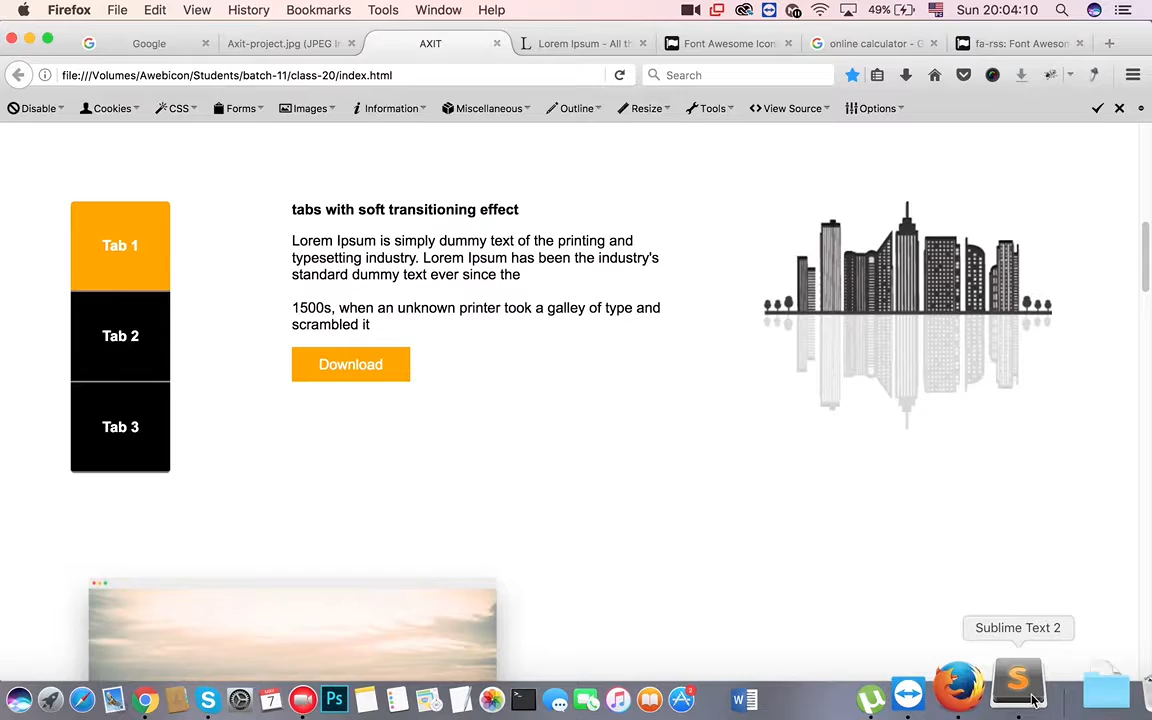 Firefox File Edit View History Bookmarks Tools Window Help 49% Sun 20:04:10
Google Axit-project.jpg (JPEG I AXIT Lorem Ipsum - All t Font Awesome Icon online calculator - G fa-rss: Font Awesom
file:///Volumes/Awebicon/Students/batch-11/class-20/index.html Search
Disable Cookies CSS Forms Images Information Miscellaneous Outline Resize Tools View Source Options
Tab 1
Tab 2
Tab 3
tabs with soft transitioning effect
Lorem Ipsum is simply dummy text of the printing and
typesetting industry. Lorem Ipsum has been the industry's
standard dummy text ever since the
1500s, when an unknown printer took a galley of type and
scrambled it
Download
Sublime Text 2